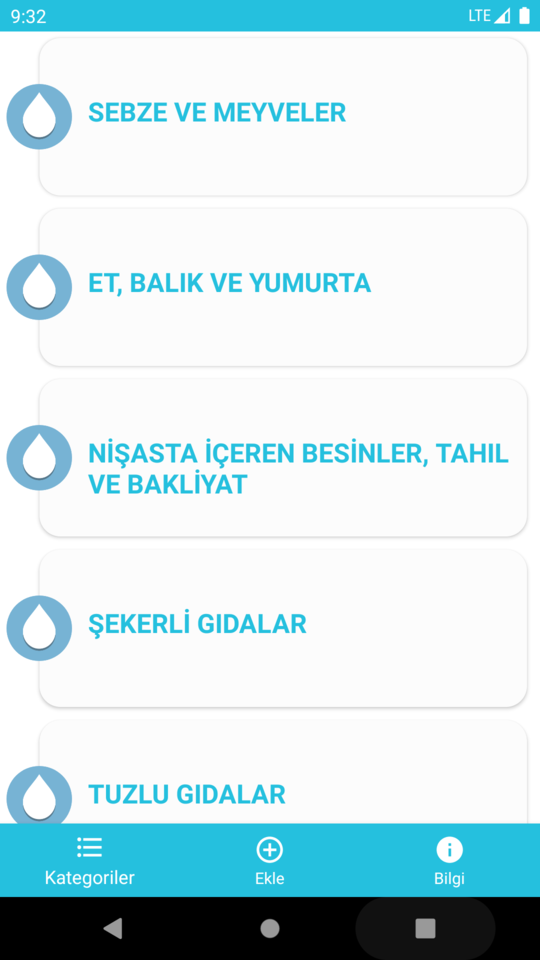 9:32
LTE
SEBZE VE MEYVELER
ET, BALIK VE YUMURTA
NİŞASTA İÇEREN BESİNLER, TAHIL
VE BAKLİYAT
ŞEKERLİ GIDALAR
TUZLU GIDALAR
Kategoriler
Ekle
Bilgi